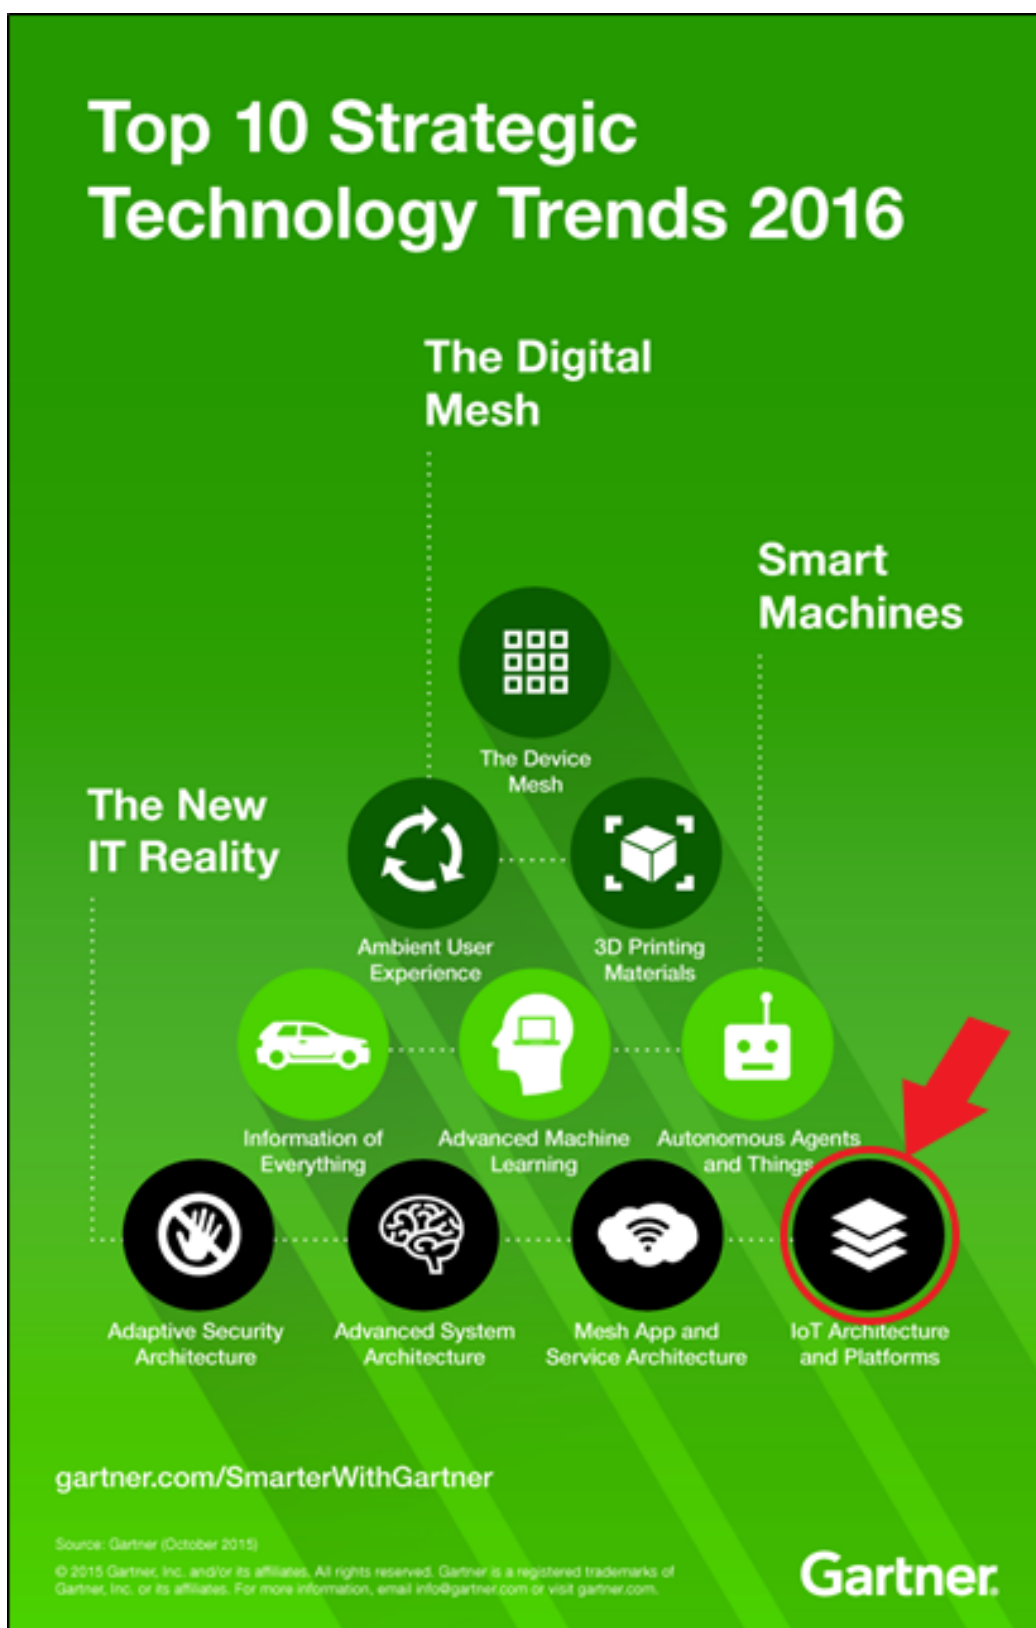 Top 10 Strategic
Technology Trends 2016
The Digital
Mesh
Smart
Machines
The Device
Mesh
The New
IT Reality
Ambient User
Experience
3D Printing
Materials
Information of
Everything
Advanced Machine
Learning
Autonomous Agents
and Things
Adaptive Security
Architecture
Advanced System
Architecture
Mesh App and
Service Architecture
IoT Architecture
and Platforms
gartner.com/SmarterWithGartner
Source: Gartner (October 2015)
© 2015 Gartner, Inc. and/or its affiliates. All rights reserved. Gartner is a registered trademarks of
Gartner, Inc. or its affiliates. For more information, email info@gartner.com or visit gartner.com.
Gartner.